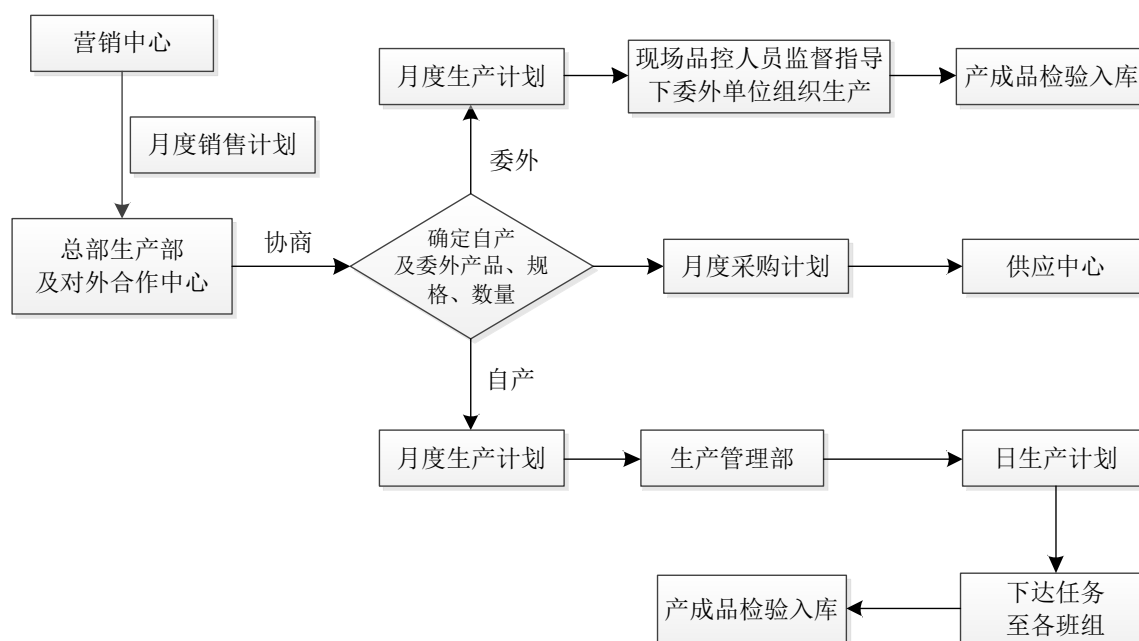 营销中心
月度销售计划
总部生产部
及对外合作中心
协商
确定自产
及委外产品、规
格、数量
委外
月度生产计划
现场品控人员监督指导
下委外单位组织生产
产成品检验入库
月度采购计划
供应中心
自产
月度生产计划
生产管理部
日生产计划
下达任务
至各班组
产成品检验入库